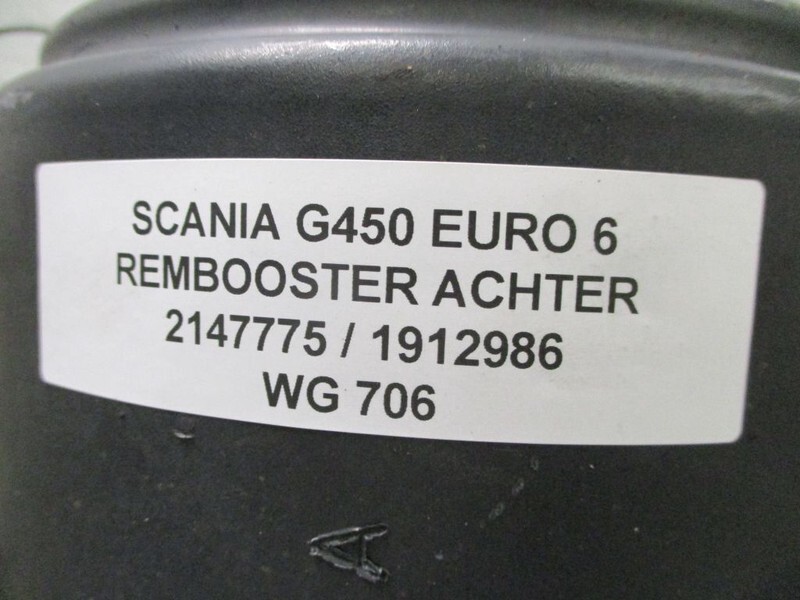 SCANIA G450 EURO 6
REMBOOSTER ACHTER
2147775 / 1912986
WG 706
A